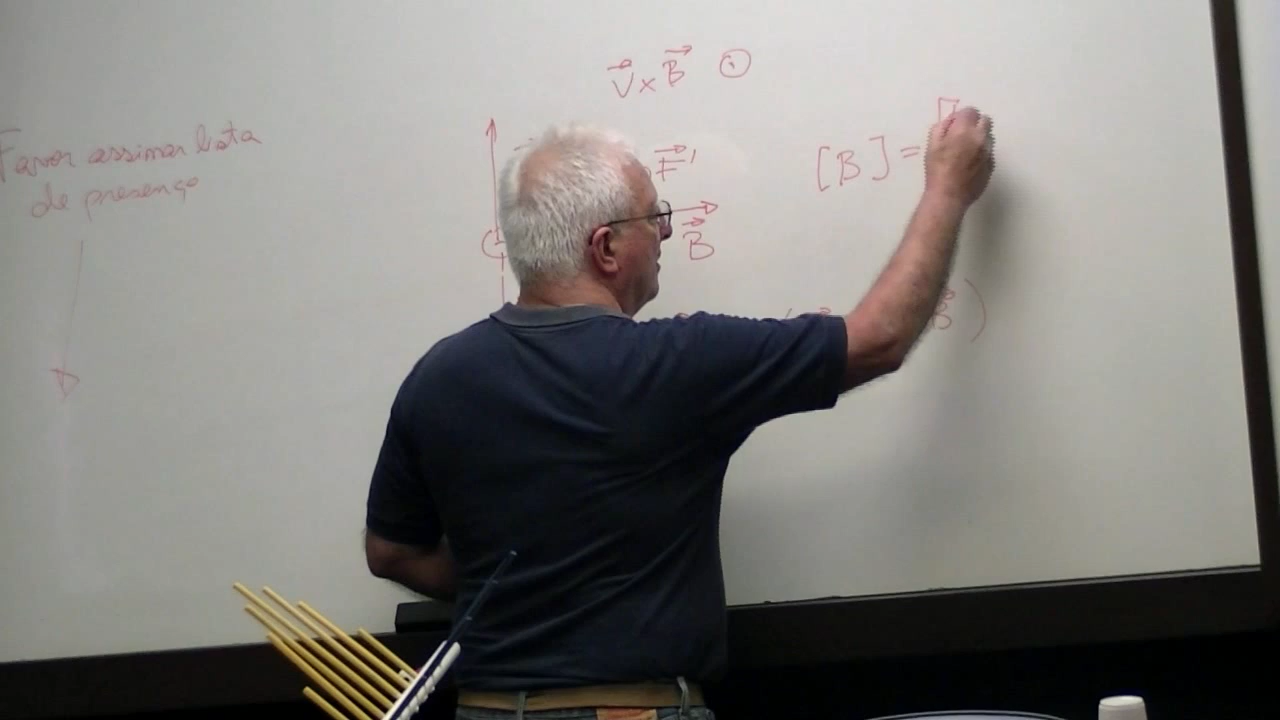 Favor assinar lista
de presença
V⃗ x B⃗ ⊙
F⃗'
B⃗
[B] =
B⃗ )